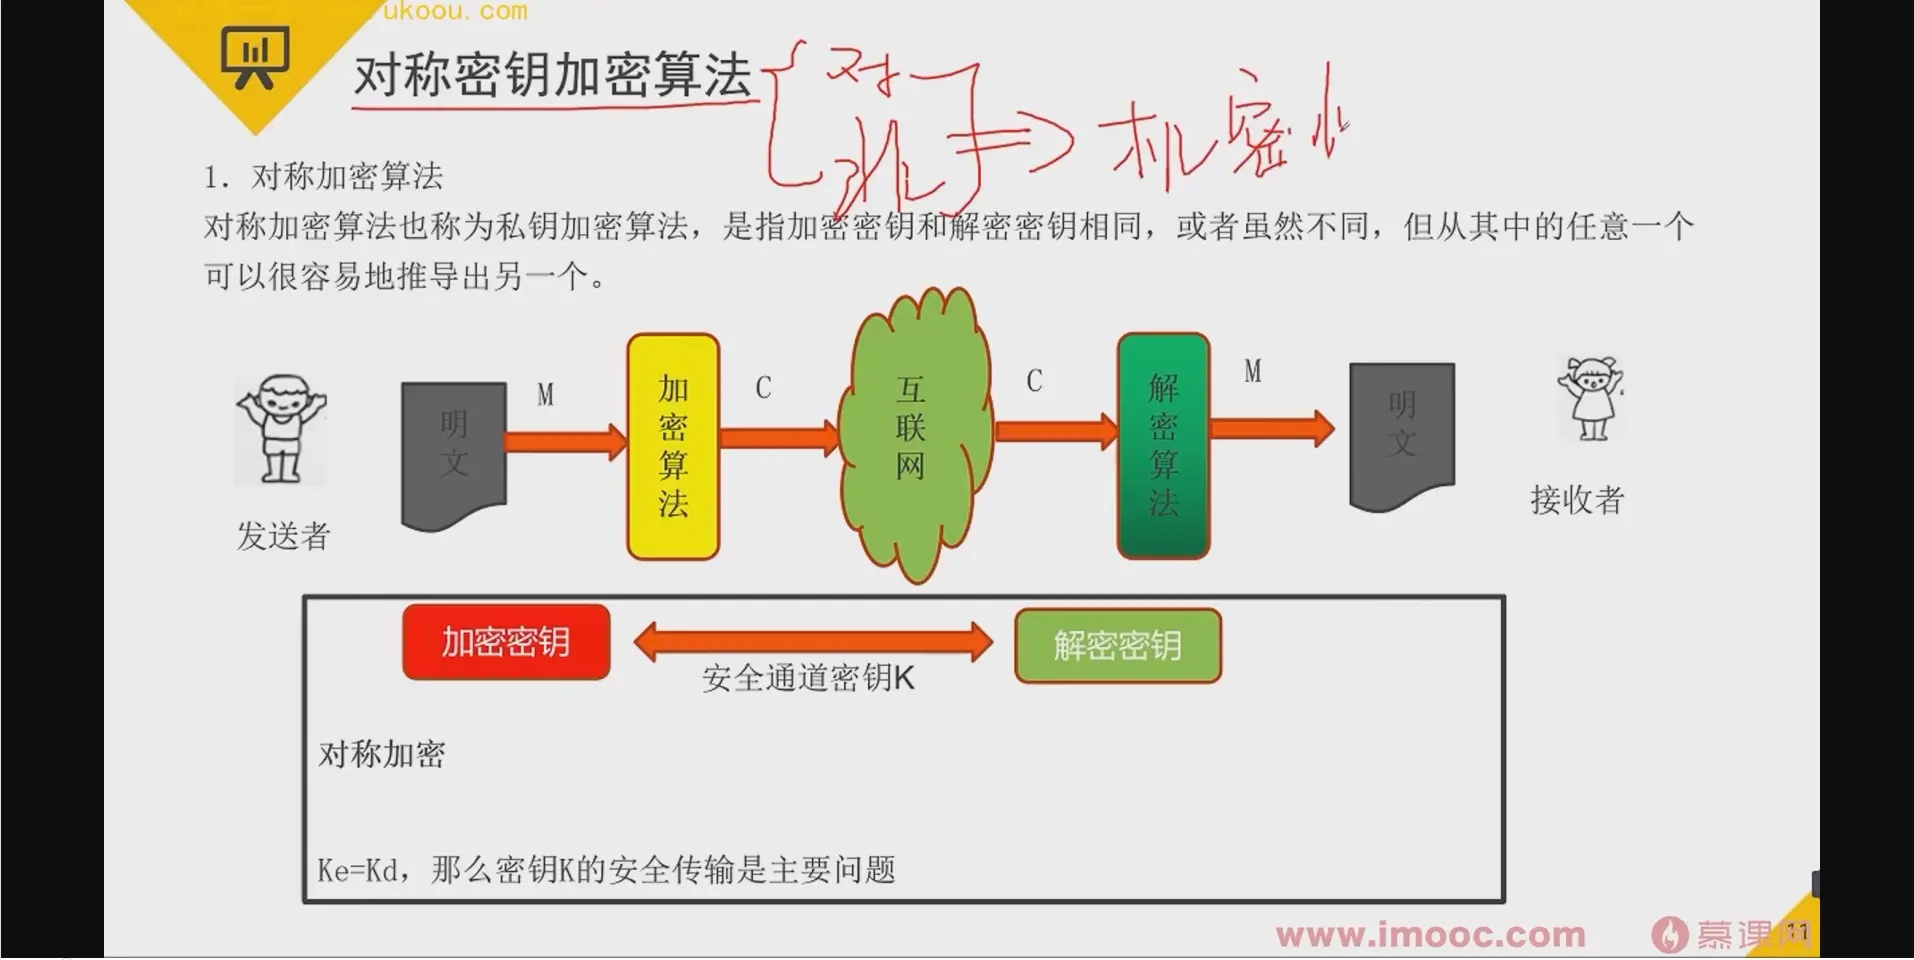 ukoou.com
对称密钥加密算法
对
非
机密性
1. 对称加密算法
对称加密算法也称为私钥加密算法，是指加密密钥和解密密钥相同，或者虽然不同，但从其中的任意一个
可以很容易地推导出另一个。
发送者
明文
M
加密算法
C
互联网
C
解密算法
M
明文
接收者
加密密钥
安全通道密钥K
解密密钥
对称加密
Ke=Kd，那么密钥K的安全传输是主要问题
www.imooc.com
慕课网
11